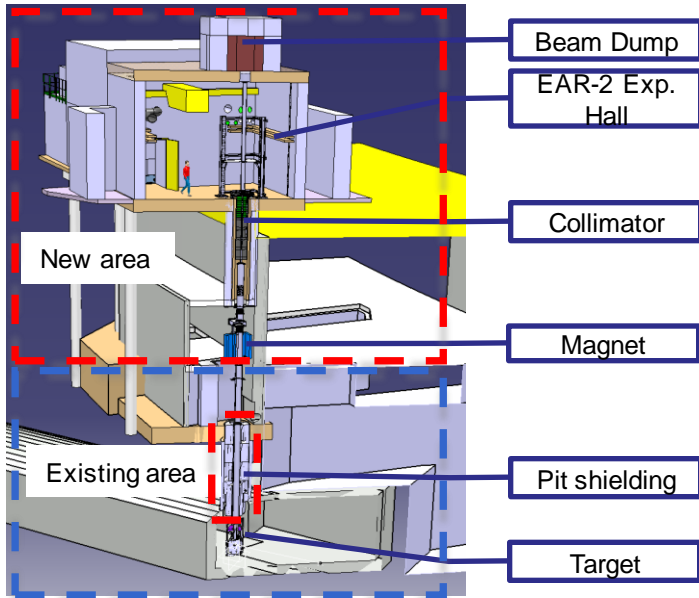 Beam Dump
EAR-2 Exp.
Hall
Collimator
New area
Magnet
Existing area
Pit shielding
Target